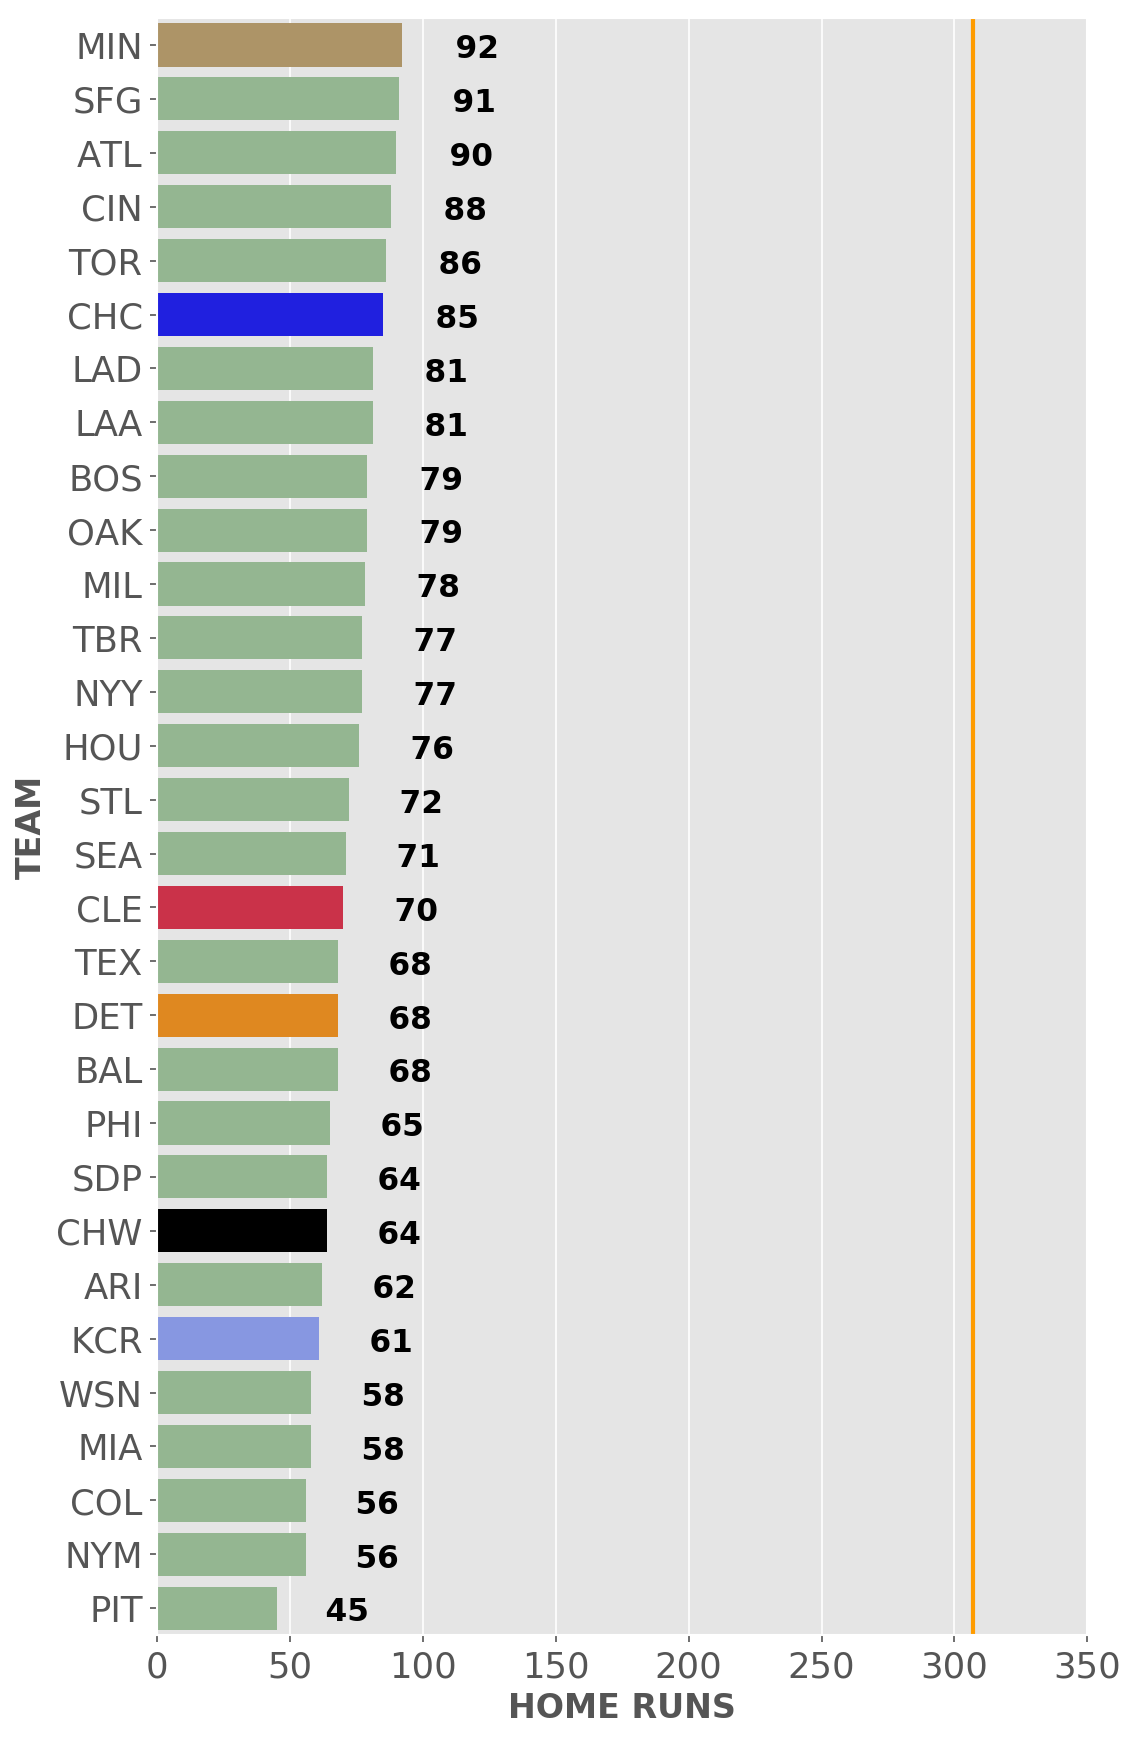 MIN 92
SFG 91
ATL 90
CIN 88
TOR 86
CHC 85
LAD 81
LAA 81
BOS 79
OAK 79
MIL 78
TBR 77
NYY 77
HOU 76
STL 72
SEA 71
CLE 70
TEX 68
DET 68
BAL 68
PHI 65
SDP 64
CHW 64
ARI 62
KCR 61
WSN 58
MIA 58
COL 56
NYM 56
PIT 45
TEAM
0 50 100 150 200 250 300 350
HOME RUNS